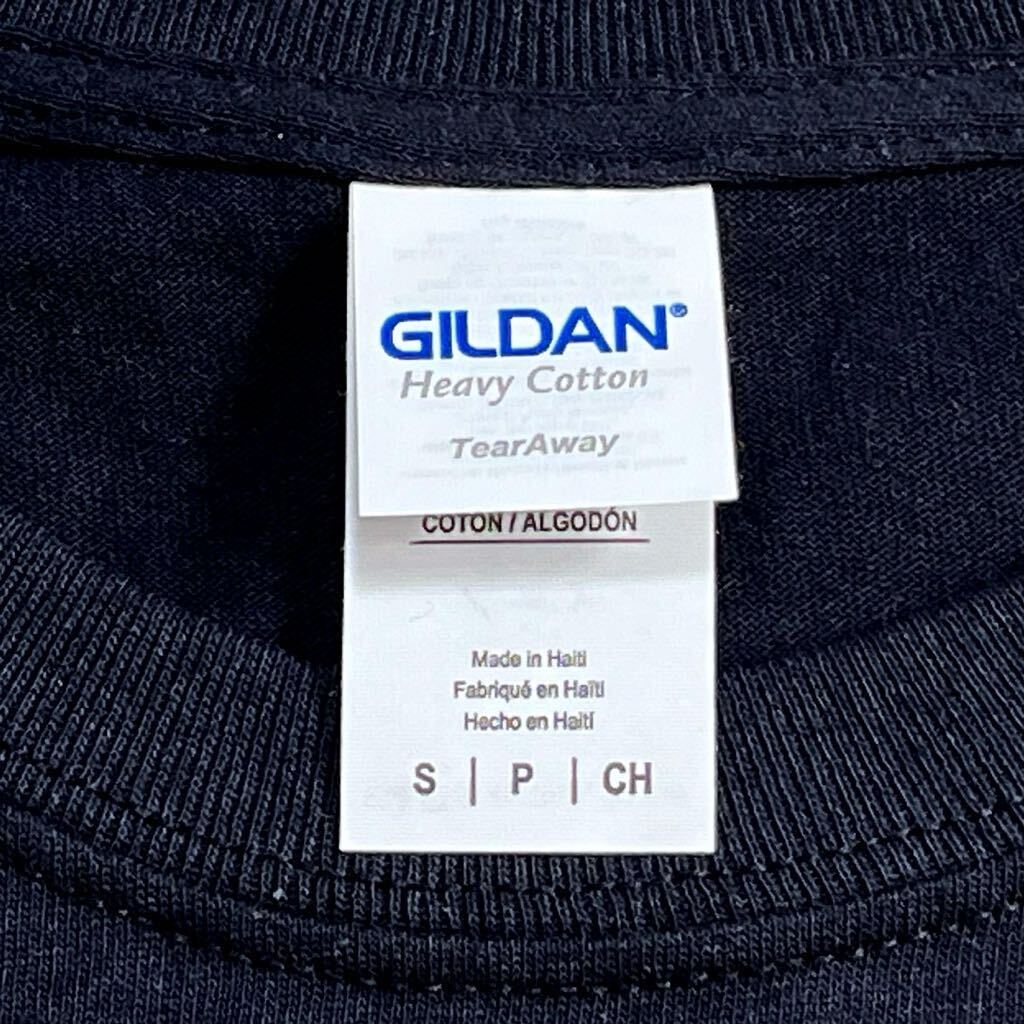 GILDAN®
Heavy Cotton
TearAway
COTON / ALGODÓN
Made in Haiti
Fabriqué en Haïti
Hecho en Haití
S | P | CH